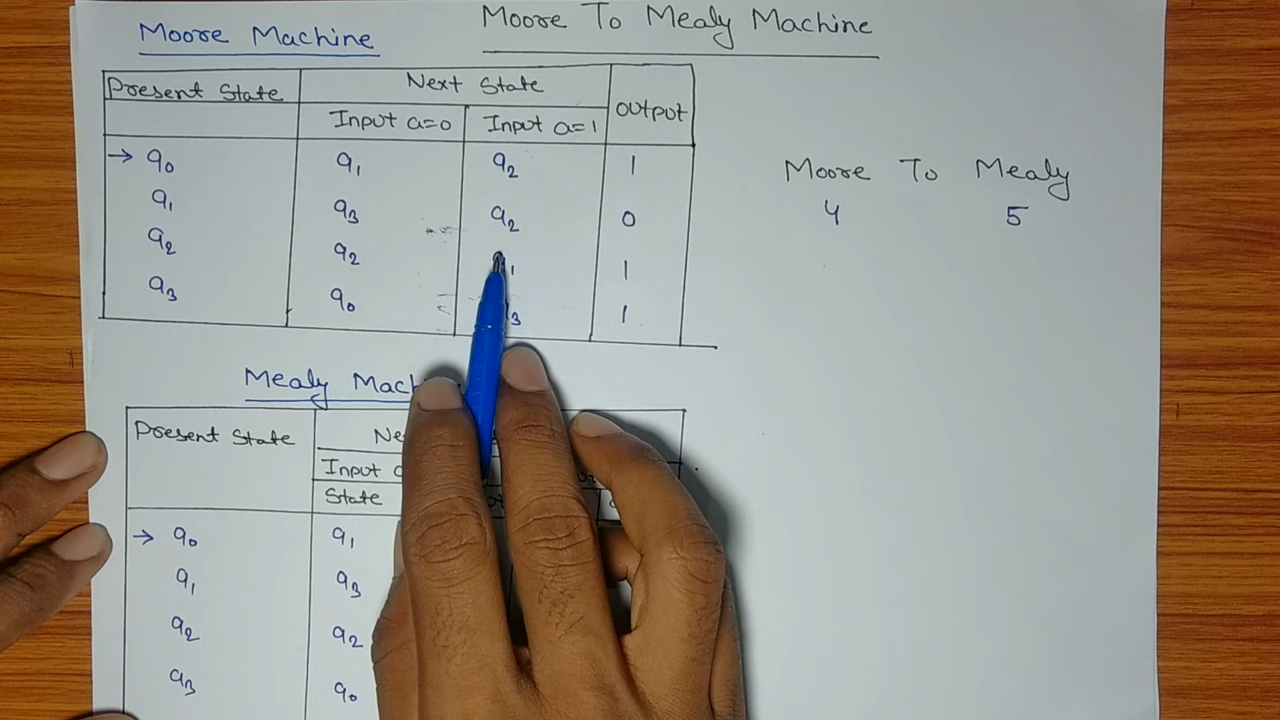 Moore To Mealy Machine
Moore Machine
Present State Next State Output
Input a=0 Input a=1
→ q0 q1 q2 1
q1 q3 q2 0
q2 q2 1 1
q3 q0 3 1
Moore To Mealy
4 5
Mealy
Present State
Input
State
→ q0 q1
q1 q3
q2 q2
q3 q0